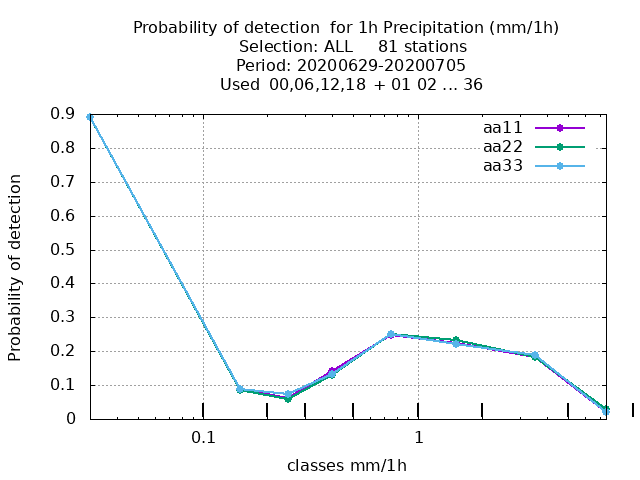 Probability of detection  for 1h Precipitation (mm/1h)
Selection: ALL     81 stations
Period: 20200629-20200705
Used  00,06,12,18  + 01 02 ... 36
0.9
0.8
0.7
0.6
0.5
0.4
0.3
0.2
0.1
0
Probability of detection
aa11
aa22
aa33
0.1
1
classes mm/1h